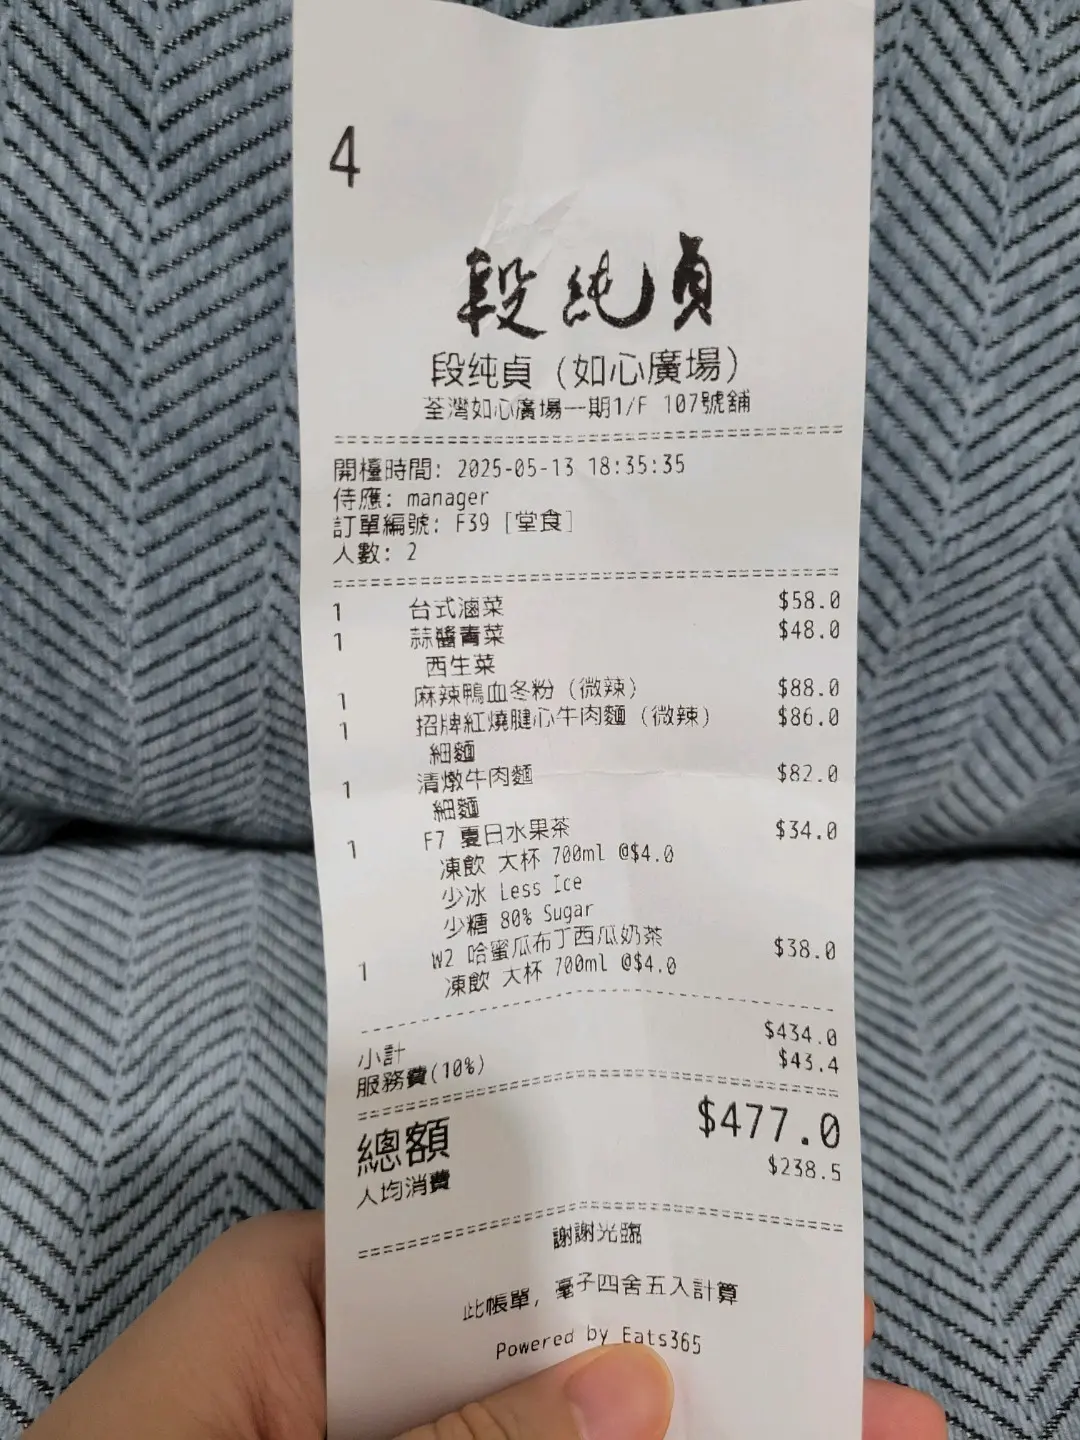 4
段純貞
段纯貞（如心廣場）
荃灣如心廣場一期1/F 107號舖
開檯時間: 2025-05-13 18:35:35
侍應: manager
訂單編號: F39 [堂食]
人數: 2
1 台式滷菜 $58.0
1 蒜醬青菜 $48.0
西生菜
1 麻辣鴨血冬粉（微辣） $88.0
1 招牌紅燒腱心牛肉麵（微辣） $86.0
細麵
1 清燉牛肉麵 $82.0
細麵
1 F7 夏日水果茶 $34.0
凍飲 大杯 700ml @$4.0
少冰 Less Ice
少糖 80% Sugar
1 W2 哈蜜瓜布丁西瓜奶茶 $38.0
凍飲 大杯 700ml @$4.0
小計 $434.0
服務費(10%) $43.4
總額 $477.0
人均消費 $238.5
謝謝光臨
此帳單, 毫子四舍五入計算
Powered by Eats365